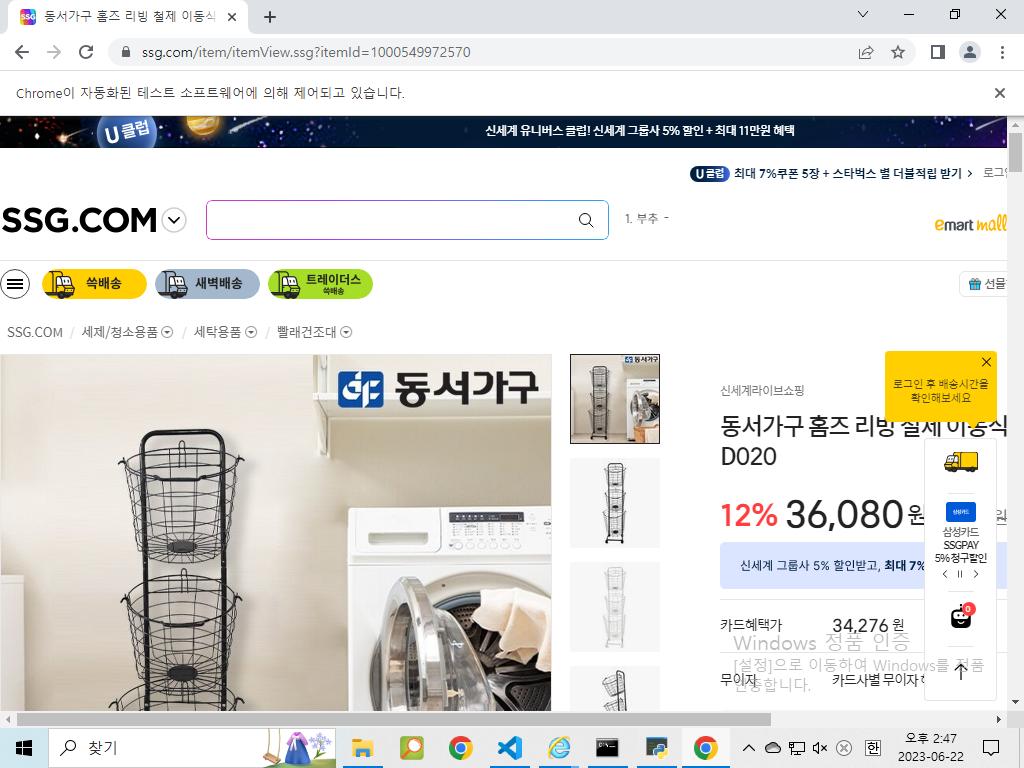 동서가구 홈즈 리빙 철제 이동식
ssg.com/item/itemView.ssg?itemId=1000549972570
Chrome이 자동화된 테스트 소프트웨어에 의해 제어되고 있습니다.
U 클럽
신세계 유니버스 클럽! 신세계 그룹사 5% 할인 + 최대 11만원 혜택
U 클럽 최대 7%쿠폰 5장 + 스타벅스 별 더블적립 받기 >
SSG.COM
1. 부추 -
emart mall
쓱배송
새벽배송
트레이더스
쓱배송
선물
SSG.COM / 세제/청소용품 / 세탁용품 / 빨래건조대
동서가구
로그인 후 배송시간을
확인해보세요
신세계라이브쇼핑
동서가구 홈즈 리빙 철제 이동식
D020
12% 36,080 원
삼성카드
삼성카드
SSGPAY
5% 청구할인
신세계 그룹사 5% 할인받고, 최대 7%
0
카드혜택가 34,276 원
Windows 정품 인증
[설정]으로 이동하여 Windows를 정품
인증합니다.
무이자 카드사별 무이자
찾기
한
오후 2:47
2023-06-22